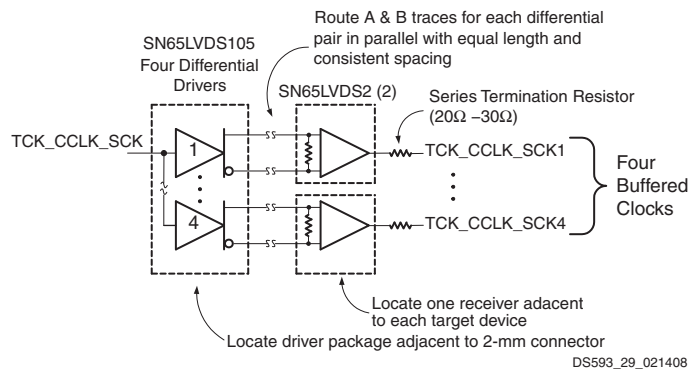 Route A & B traces for each differential
pair in parallel with equal length and
consistent spacing
SN65LVDS105
Four Differential
Drivers
SN65LVDS2 (2)
Series Termination Resistor
(20Ω –30Ω)
TCK_CCLK_SCK
1
TCK_CCLK_SCK1
4
TCK_CCLK_SCK4
Four
Buffered
Clocks
Locate one receiver adacent
to each target device
Locate driver package adjacent to 2-mm connector
DS593_29_021408